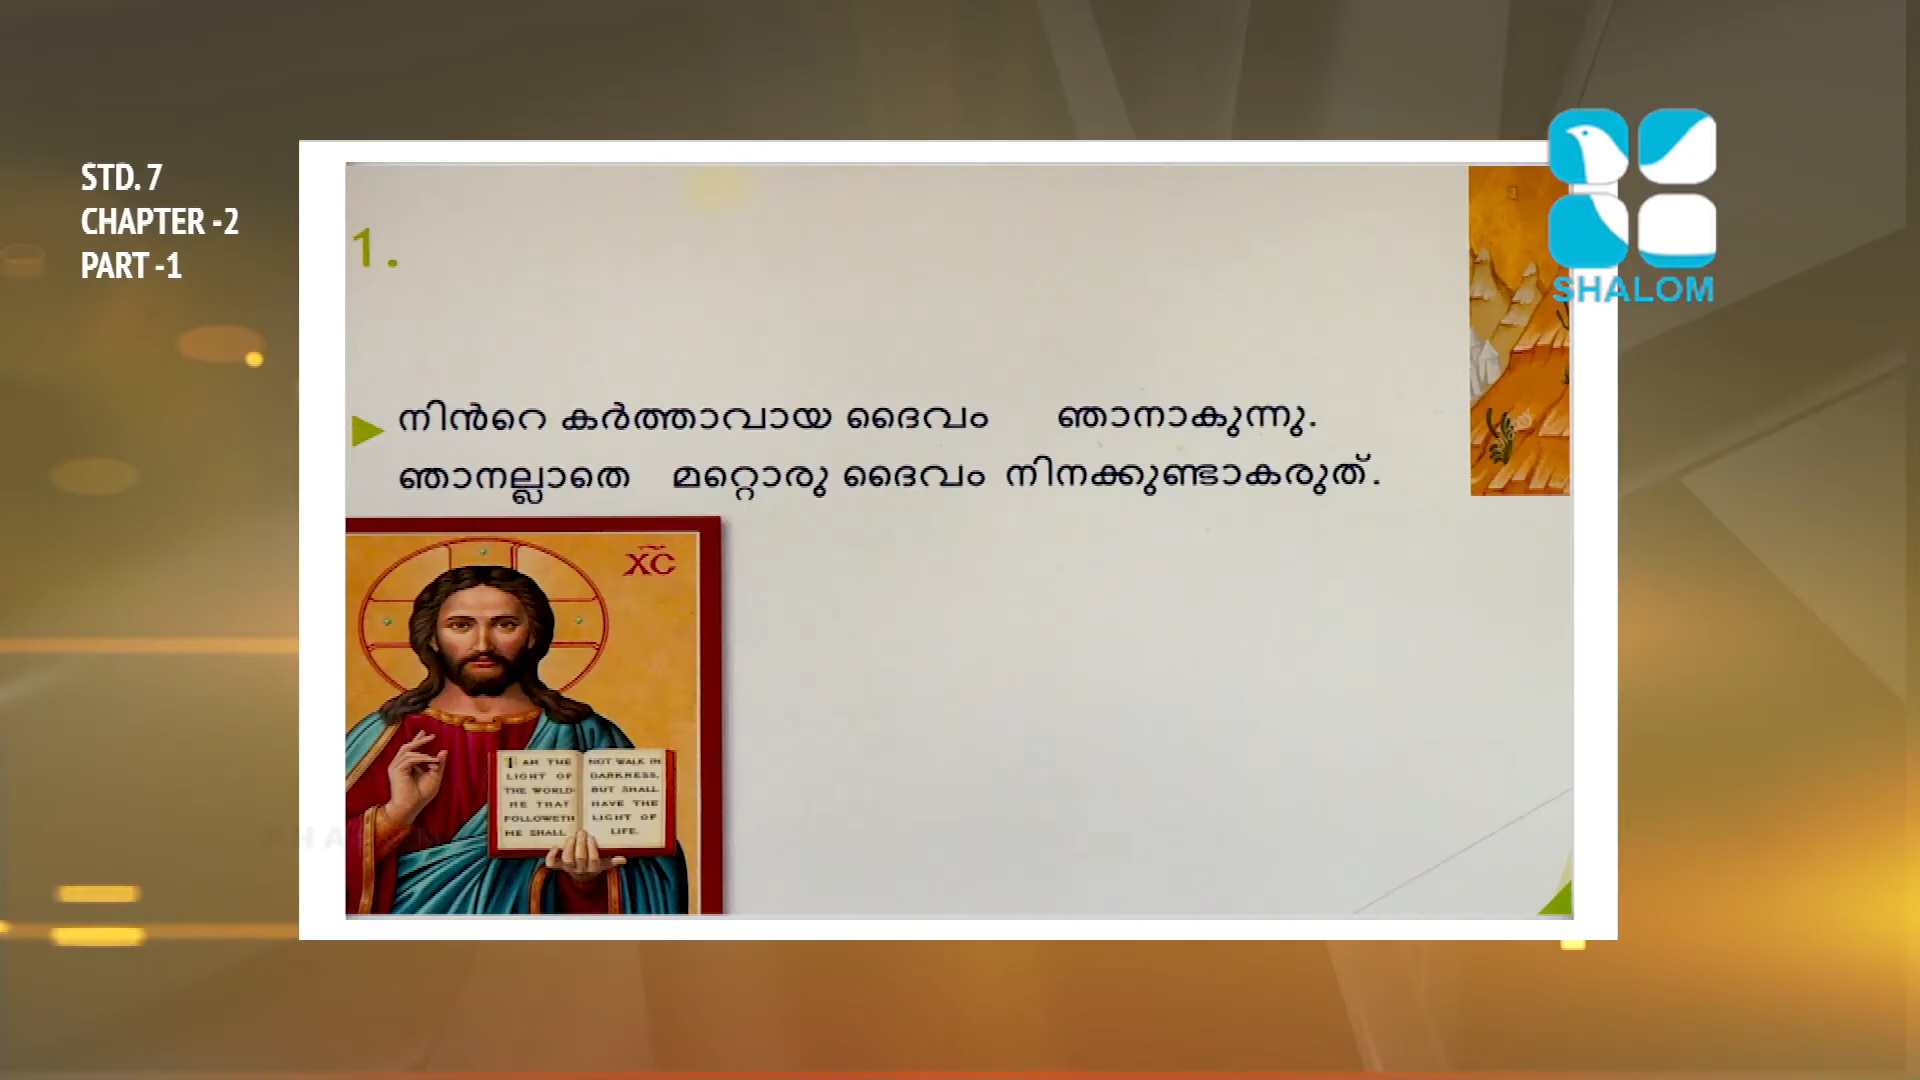 STD. 7
CHAPTER -2
PART -1
SHALOM
1.
നിൻറെ കർത്താവായ ദൈവം ഞാനാകുന്നു.
ഞാനല്ലാതെ മറ്റൊരു ദൈവം നിനക്കുണ്ടാകരുത്.
XC
I AM THE
LIGHT OF
THE WORLD
HE THAT
FOLLOWETH
ME SHALL
NOT WALK IN
DARKNESS,
BUT SHALL
HAVE THE
LIGHT OF
LIFE.